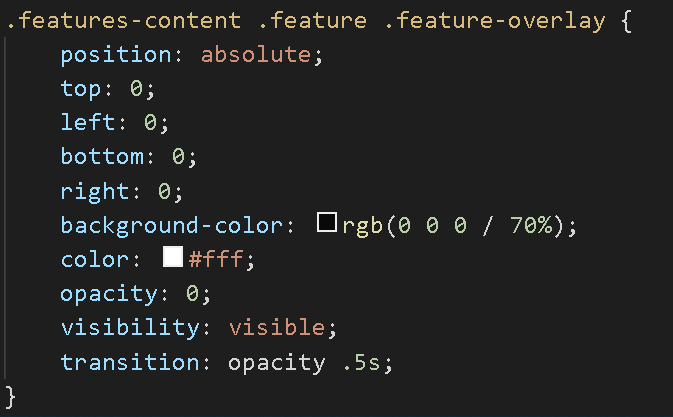 .features-content .feature .feature-overlay {
position: absolute;
top: 0;
left: 0;
bottom: 0;
right: 0;
background-color: rgb(0 0 0 / 70%);
color: #fff;
opacity: 0;
visibility: visible;
transition: opacity .5s;
}